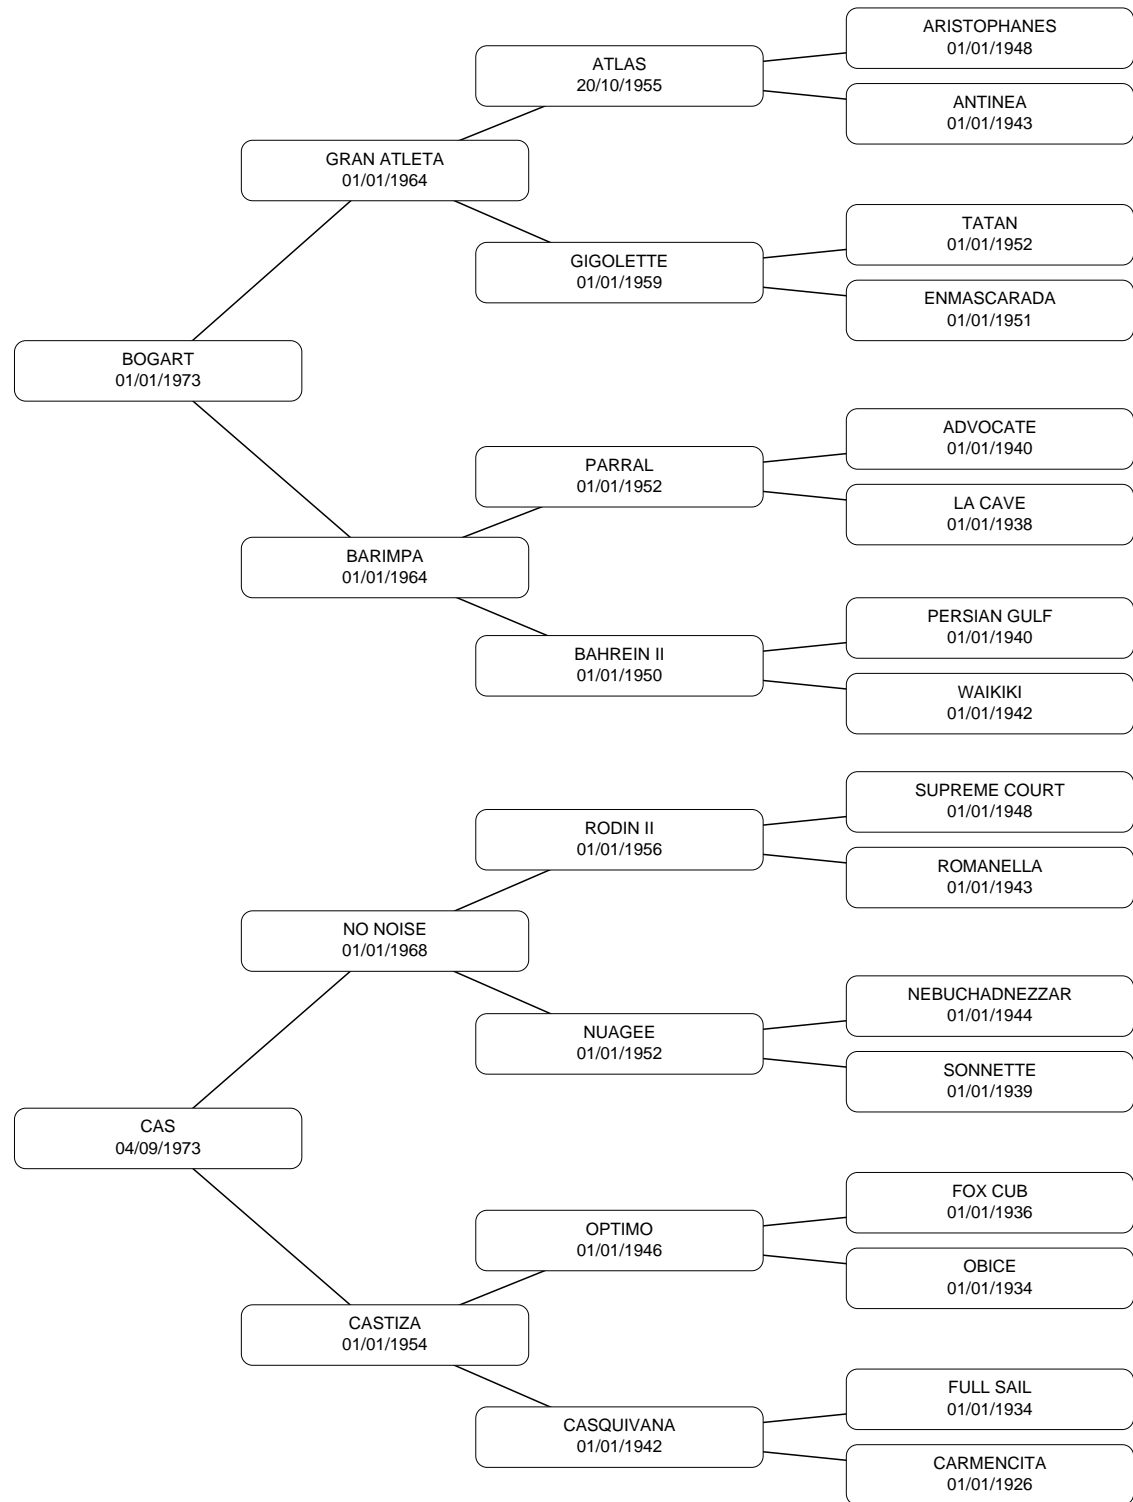 ARISTOPHANES
01/01/1948
ATLAS
20/10/1955
ANTINEA
01/01/1943
GRAN ATLETA
01/01/1964
TATAN
01/01/1952
GIGOLETTE
01/01/1959
ENMASCARADA
01/01/1951
BOGART
01/01/1973
ADVOCATE
01/01/1940
PARRAL
01/01/1952
LA CAVE
01/01/1938
BARIMPA
01/01/1964
PERSIAN GULF
01/01/1940
BAHREIN II
01/01/1950
WAIKIKI
01/01/1942
SUPREME COURT
01/01/1948
RODIN II
01/01/1956
ROMANELLA
01/01/1943
NO NOISE
01/01/1968
NEBUCHADNEZZAR
01/01/1944
NUAGEE
01/01/1952
SONNETTE
01/01/1939
CAS
04/09/1973
FOX CUB
01/01/1936
OPTIMO
01/01/1946
OBICE
01/01/1934
CASTIZA
01/01/1954
FULL SAIL
01/01/1934
CASQUIVANA
01/01/1942
CARMENCITA
01/01/1926